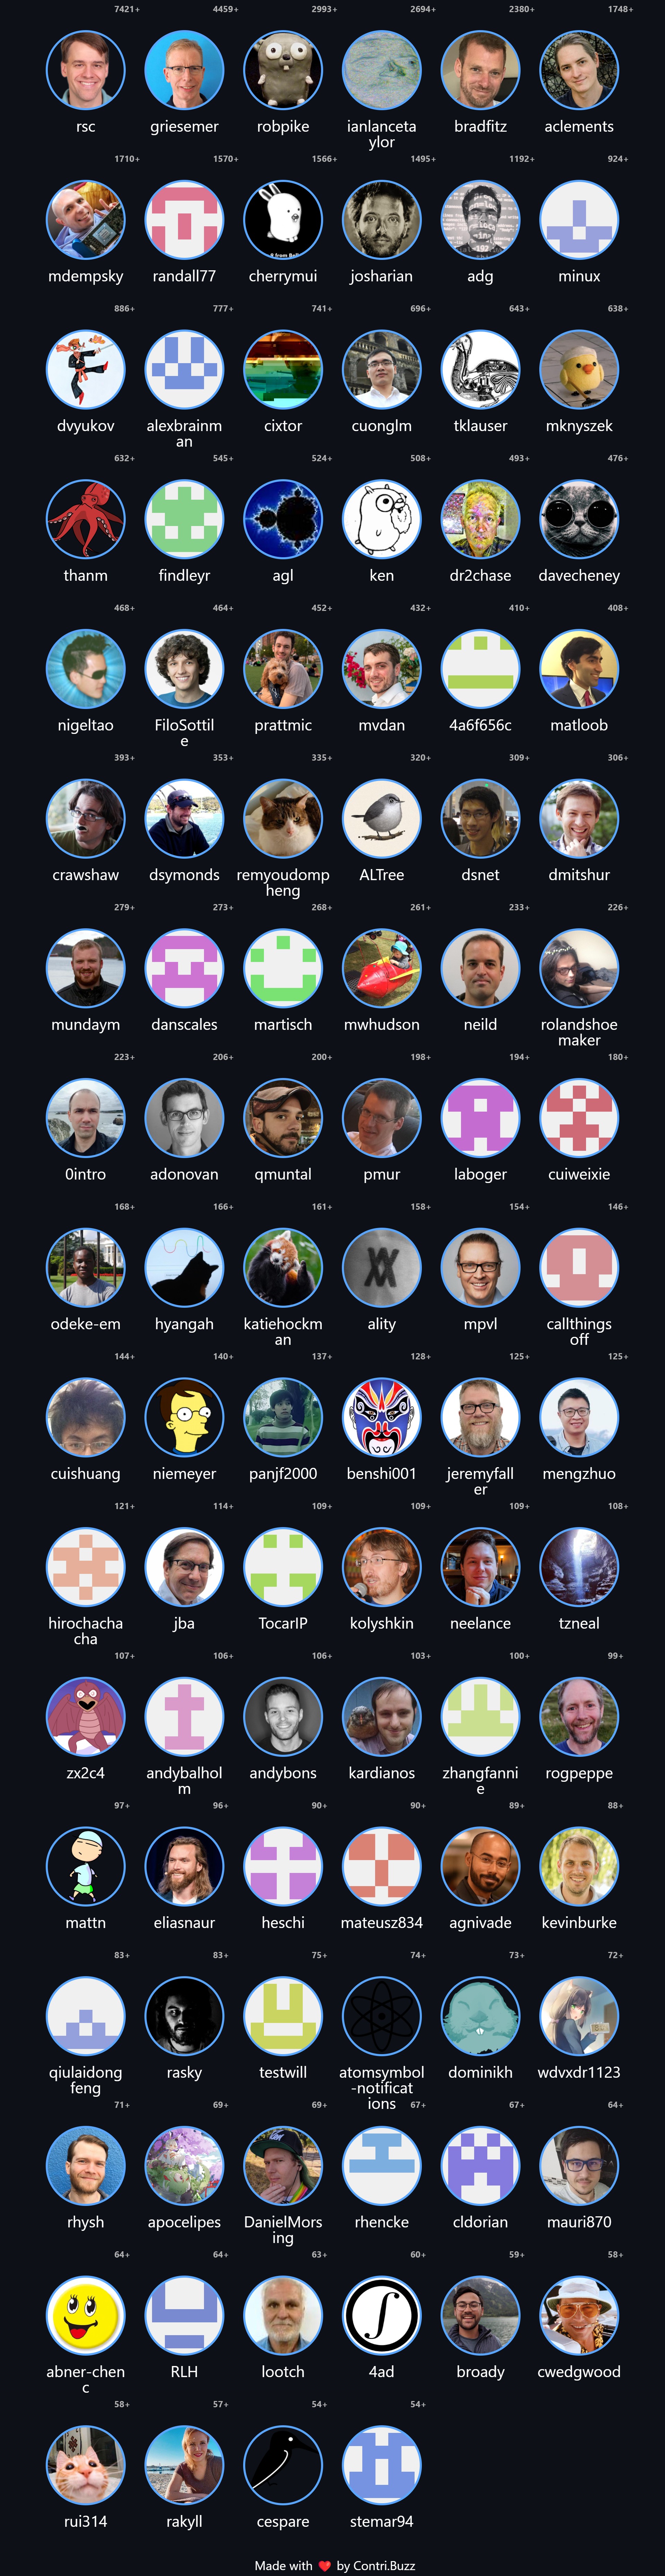 7421+ 4459+ 2993+ 2694+ 2380+ 1748+
rsc griesemer robpike ianlanceta bradfitz aclements
ylor
1710+ 1570+ 1566+ 1495+ 1192+ 924+
mdempsky randall77 cherrymui josharian adg minux
886+ 777+ 741+ 696+ 643+ 638+
dvyukov alexbrainm cixtor cuonglm tklauser mknyszek
an
632+ 545+ 524+ 508+ 493+ 476+
thanm findleyr agl ken dr2chase davecheney
468+ 464+ 452+ 432+ 410+ 408+
nigeltao FiloSottil prattmic mvdan 4a6f656c matloob
e
393+ 353+ 335+ 320+ 309+ 306+
crawshaw dsymonds remyoudomp ALTree dsnet dmitshur
heng
279+ 273+ 268+ 261+ 233+ 226+
mundaym danscales martisch mwhudson neild rolandshoe
maker
223+ 206+ 200+ 198+ 194+ 180+
0intro adonovan qmuntal pmur laboger cuiweixie
168+ 166+ 161+ 158+ 154+ 146+
odeke-em hyangah katiehockm ality mpvl callthings
an off
144+ 140+ 137+ 128+ 125+ 125+
cuishuang niemeyer panjf2000 benshi001 jeremyfall mengzhuo
er
121+ 114+ 109+ 109+ 109+ 108+
hirochacha jba TocarIP kolyshkin neelance tzneal
cha
107+ 106+ 106+ 103+ 100+ 99+
zx2c4 andybalhol andybons kardianos zhangfanni rogpeppe
m e
97+ 96+ 90+ 90+ 89+ 88+
mattn eliasnaur heschi mateusz834 agnivade kevinburke
83+ 83+ 75+ 74+ 73+ 72+
qiulaidong rasky testwill atomsymbol dominikh wdvxdr1123
feng -notificat
ions
71+ 69+ 69+ 67+ 67+ 64+
rhysh apocelipes DanielMors rhencke cldorian mauri870
ing
64+ 64+ 63+ 60+ 59+ 58+
abner-chen RLH lootch 4ad broady cwedgwood
c
58+ 57+ 54+ 54+
rui314 rakyll cespare stemar94
Made with ❤️ by Contri.Buzz